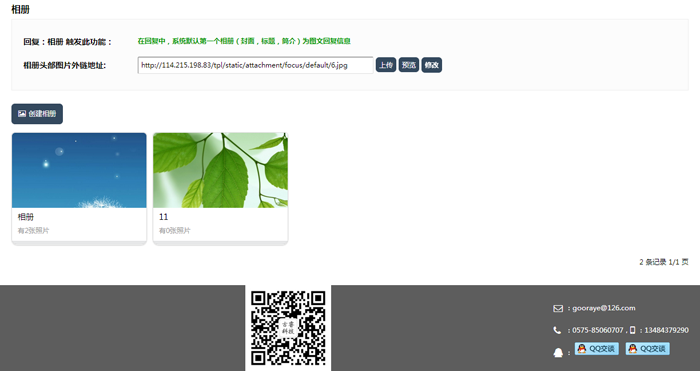 相册
回复：相册 触发此功能：
在回复中，系统默认第一个相册（封面，标题，简介）为图文回复信息
相册头部图片外链地址:
http://114.215.198.83/tpl/static/attachment/focus/default/6.jpg
上传 预览 修改
创建相册
相册
有2张照片
11
有0张照片
2 条记录 1/1 页
古睿
科技
：gooraye@126.com
：0575-85060707，：13484379290
： QQ交谈 QQ交谈